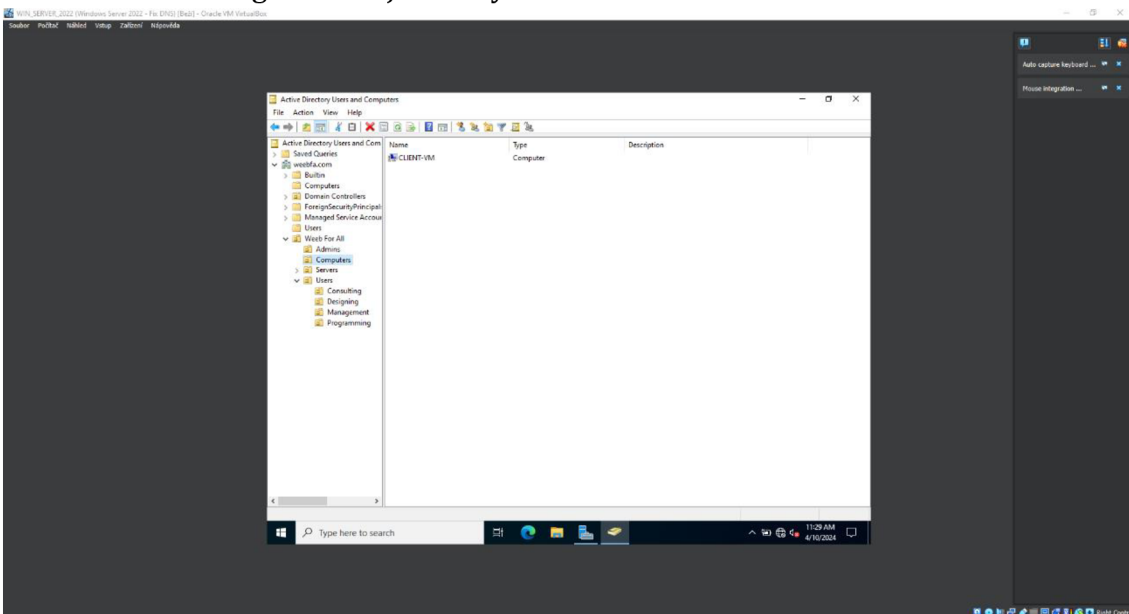 WIN_SERVER_2022 (Windows Server 2022 - Fix DNS) [Běží] - Oracle VM VirtualBox
Soubor Počítač Náhled Vstup Zařízení Nápověda
Auto capture keyboard ...
Mouse integration ...
Active Directory Users and Computers
File Action View Help
Active Directory Users and Com
Name Type Description
Saved Queries
CLIENT-VM Computer
weebfa.com
Builtin
Computers
Domain Controllers
ForeignSecurityPrincipals
Managed Service Accour
Users
Weeb For All
Admins
Computers
Servers
Users
Consulting
Designing
Management
Programming
Type here to search
11:29 AM
4/10/2024